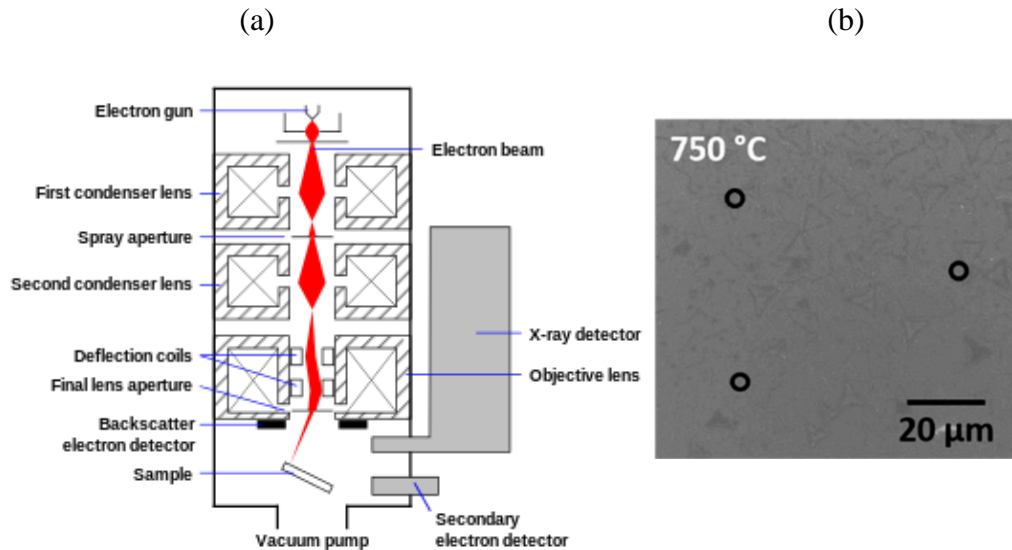 (a)
(b)
Electron gun
Electron beam
First condenser lens
Spray aperture
Second condenser lens
X-ray detector
Deflection coils
Final lens aperture
Objective lens
Backscatter
electron detector
Sample
Secondary
electron detector
Vacuum pump
750 °C
20 μm